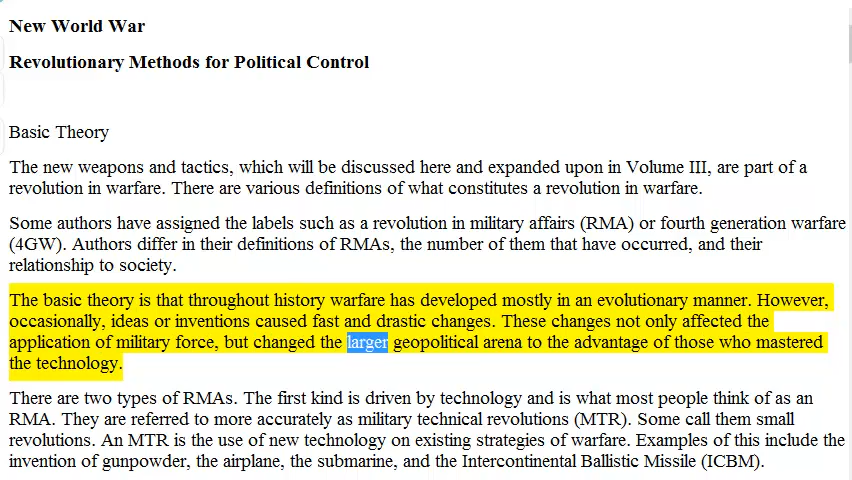 New World War
Revolutionary Methods for Political Control
Basic Theory
The new weapons and tactics, which will be discussed here and expanded upon in Volume III, are part of a
revolution in warfare. There are various definitions of what constitutes a revolution in warfare.
Some authors have assigned the labels such as a revolution in military affairs (RMA) or fourth generation warfare
(4GW). Authors differ in their definitions of RMAs, the number of them that have occurred, and their
relationship to society.
The basic theory is that throughout history warfare has developed mostly in an evolutionary manner. However,
occasionally, ideas or inventions caused fast and drastic changes. These changes not only affected the
application of military force, but changed the larger geopolitical arena to the advantage of those who mastered
the technology.
There are two types of RMAs. The first kind is driven by technology and is what most people think of as an
RMA. They are referred to more accurately as military technical revolutions (MTR). Some call them small
revolutions. An MTR is the use of new technology on existing strategies of warfare. Examples of this include the
invention of gunpowder, the airplane, the submarine, and the Intercontinental Ballistic Missile (ICBM).